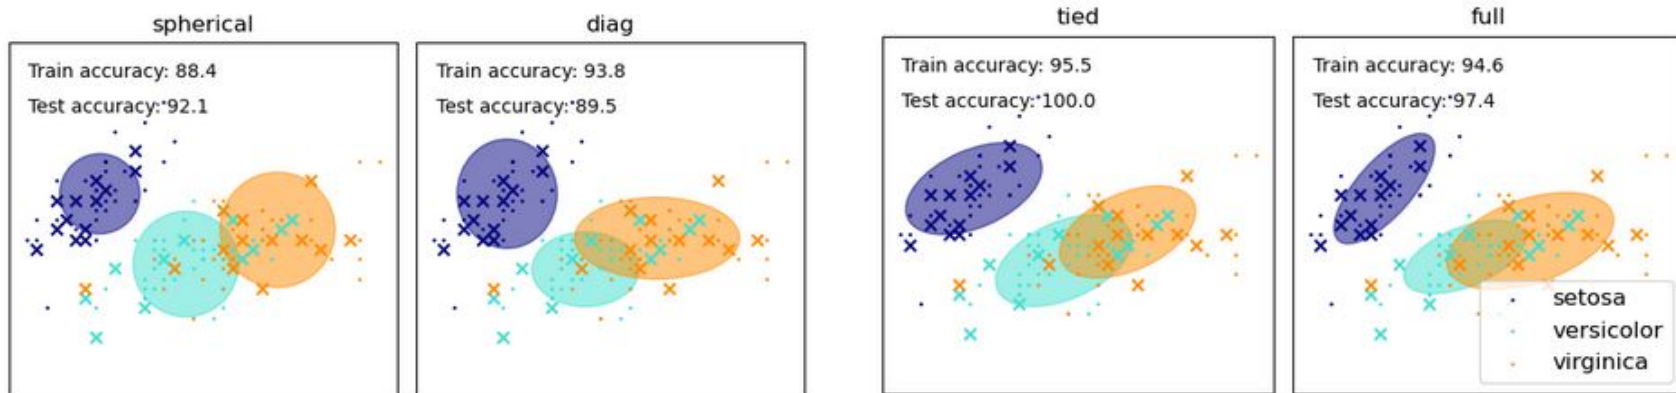 spherical
Train accuracy: 88.4
Test accuracy: 92.1
diag
Train accuracy: 93.8
Test accuracy: 89.5
tied
Train accuracy: 95.5
Test accuracy: 100.0
full
Train accuracy: 94.6
Test accuracy: 97.4
setosa
versicolor
virginica